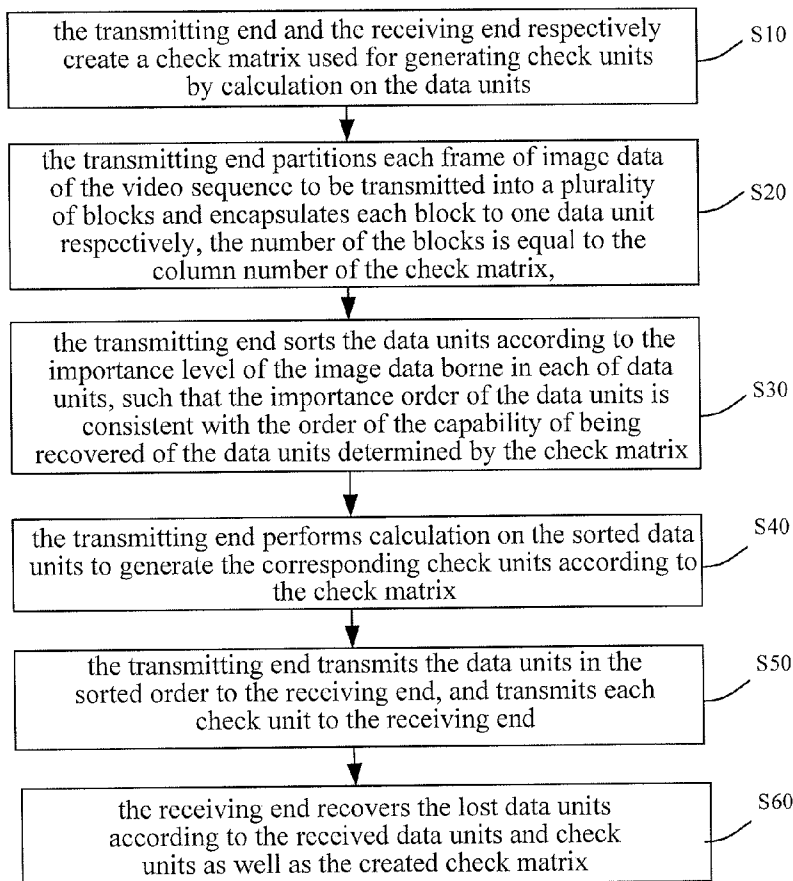 the transmitting end and the receiving end respectively
create a check matrix used for generating check units
by calculation on the data units
S10
the transmitting end partitions each frame of image data
of the video sequence to be transmitted into a plurality
of blocks and encapsulates each block to one data unit
respectively, the number of the blocks is equal to the
column number of the check matrix,
S20
the transmitting end sorts the data units according to the
importance level of the image data borne in each of data
units, such that the importance order of the data units is
consistent with the order of the capability of being
recovered of the data units determined by the check matrix
S30
the transmitting end performs calculation on the sorted data
units to generate the corresponding check units according to
the check matrix
S40
the transmitting end transmits the data units in the
sorted order to the receiving end, and transmits each
check unit to the receiving end
S50
the receiving end recovers the lost data units
according to the received data units and check
units as well as the created check matrix
S60